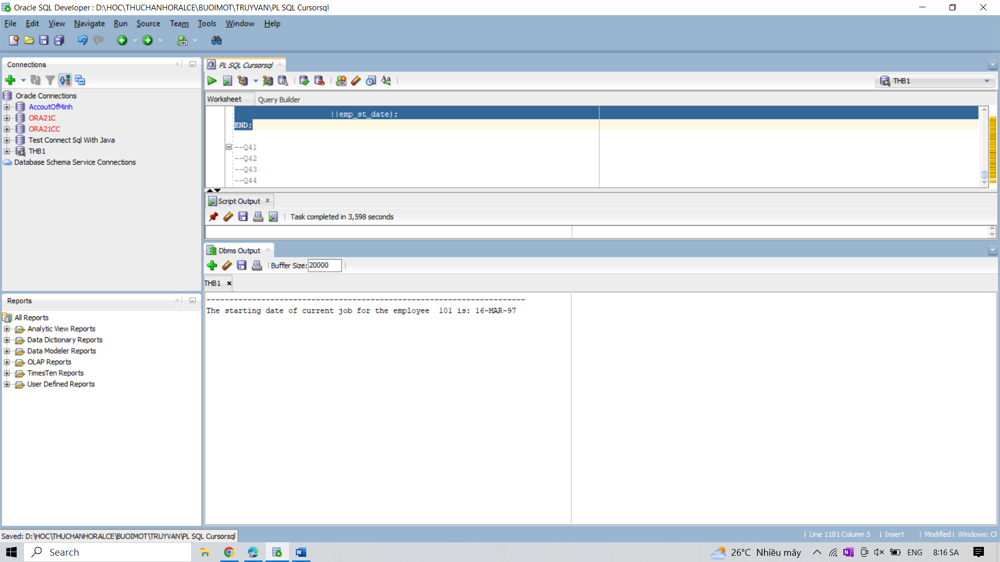 Oracle SQL Developer : D:\HOC\THUCHANHORALCE\BUOIMOT\TRUYVAN\PL SQL Cursorsql
File Edit View Navigate Run Source Team Tools Window Help
Connections
Oracle Connections
AccoutOfMinh
ORA21C
ORA21CC
Test Connect Sql With Java
THB1
Database Schema Service Connections
Reports
All Reports
Analytic View Reports
Data Dictionary Reports
Data Modeler Reports
OLAP Reports
TimesTen Reports
User Defined Reports
PL SQL Cursorsql
THB1
Worksheet Query Builder
||emp_st_date);
END;
--Q41
--Q42
--Q43
--Q44
Script Output
Task completed in 3,598 seconds
Dbms Output
Buffer Size: 20000
THB1
----------------------------------------------------------------------
The starting date of current job for the employee  101 is: 16-MAR-97
Saved: D:\HOC\THUCHANHORALCE\BUOIMOT\TRUYVAN\PL SQL Cursorsql
| Line 1181 Column 5 | Insert | Modified | Windows: CF
Search
26°C Nhiều mây
ENG
8:16 SA